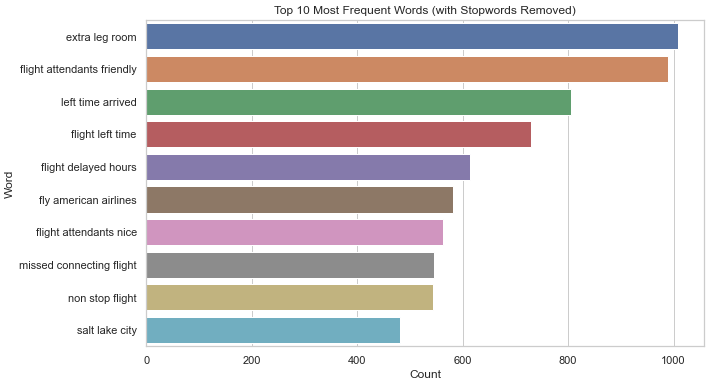 Top 10 Most Frequent Words (with Stopwords Removed)
extra leg room
flight attendants friendly
left time arrived
flight left time
flight delayed hours
fly american airlines
flight attendants nice
missed connecting flight
non stop flight
salt lake city
Word
0 200 400 600 800 1000
Count